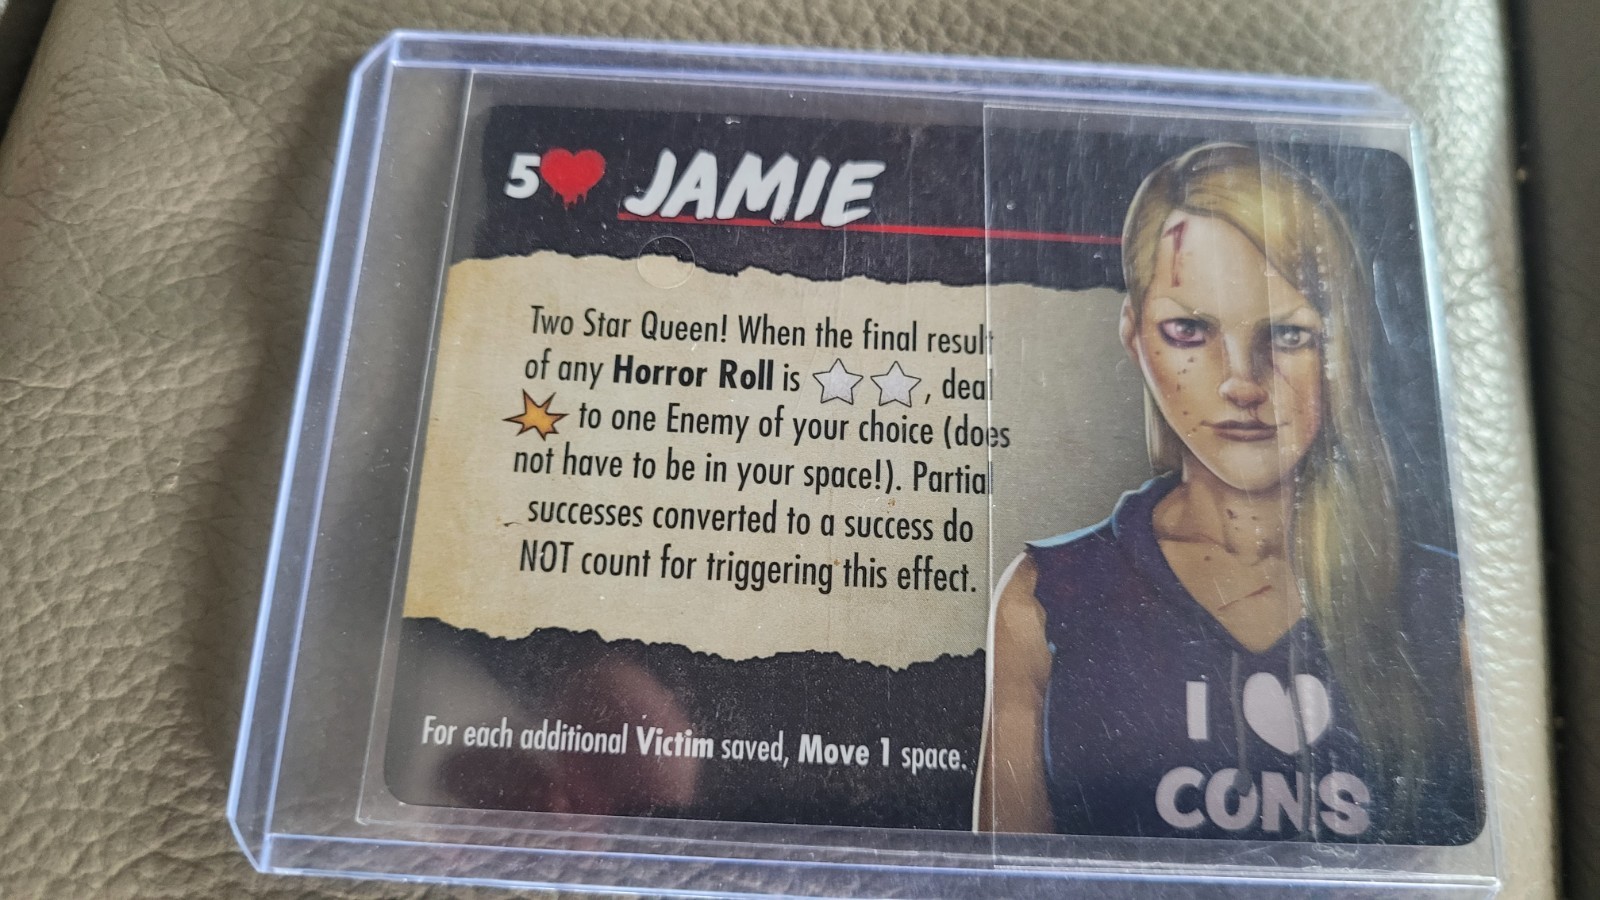 5 JAMIE
Two Star Queen! When the final result
of any Horror Roll is , deal
to one Enemy of your choice (does
not have to be in your space!). Partial
successes converted to a success do
NOT count for triggering this effect.
For each additional Victim saved, Move 1 space.
I
CONS